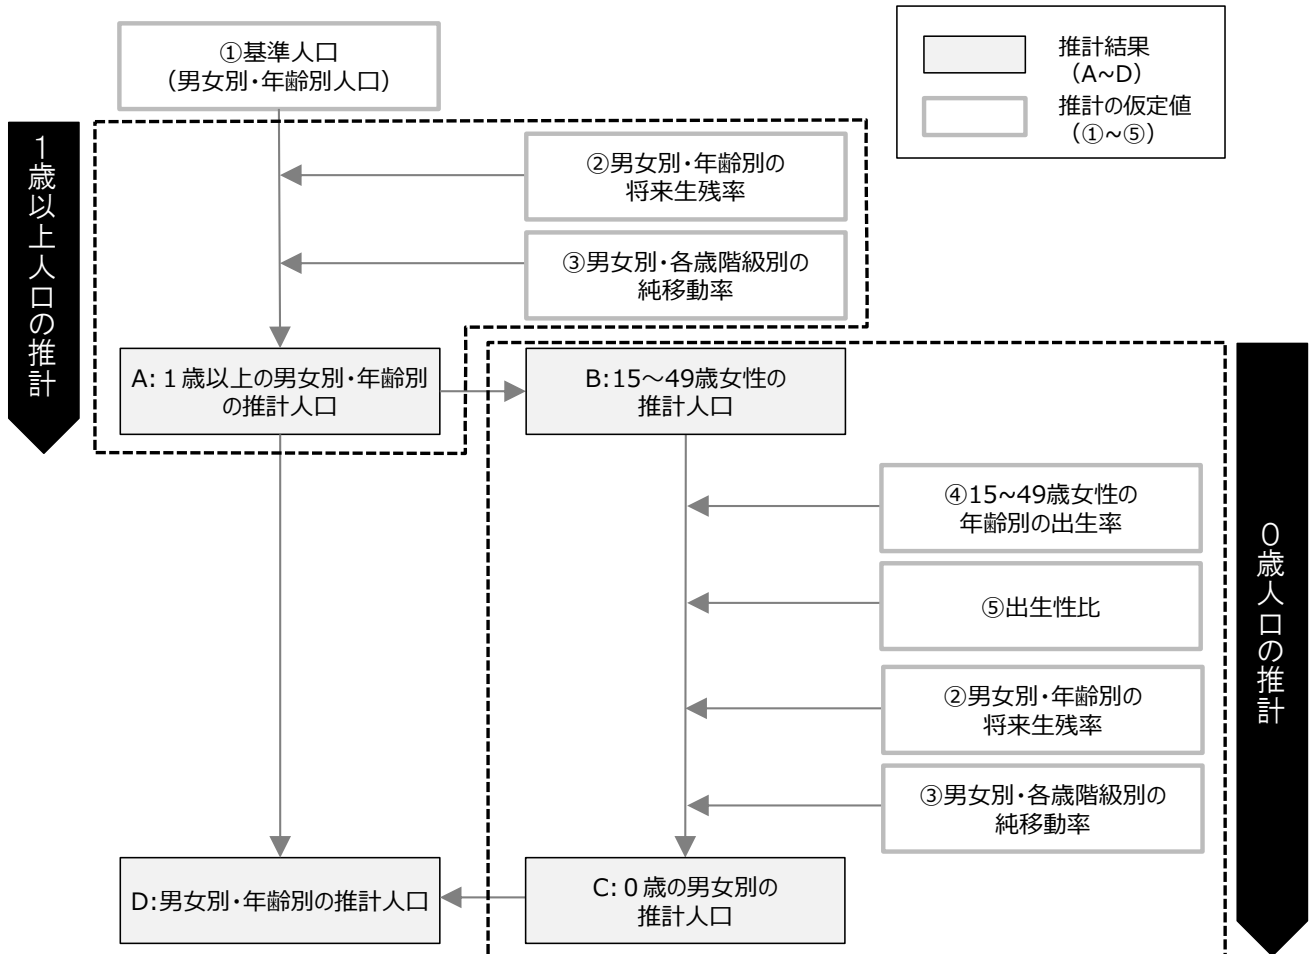 ①基準人口
(男女別・年齢別人口)
推計結果
(A~D)
推計の仮定値
(①~⑤)
1歳以上人口の推計
②男女別・年齢別の
将来生残率
③男女別・各歳階級別の
純移動率
A:1歳以上の男女別・年齢別
の推計人口
B:15~49歳女性の
推計人口
④15~49歳女性の
年齢別の出生率
⑤出生性比
②男女別・年齢別の
将来生残率
③男女別・各歳階級別の
純移動率
0歳人口の推計
D:男女別・年齢別の推計人口
C:0歳の男女別の
推計人口